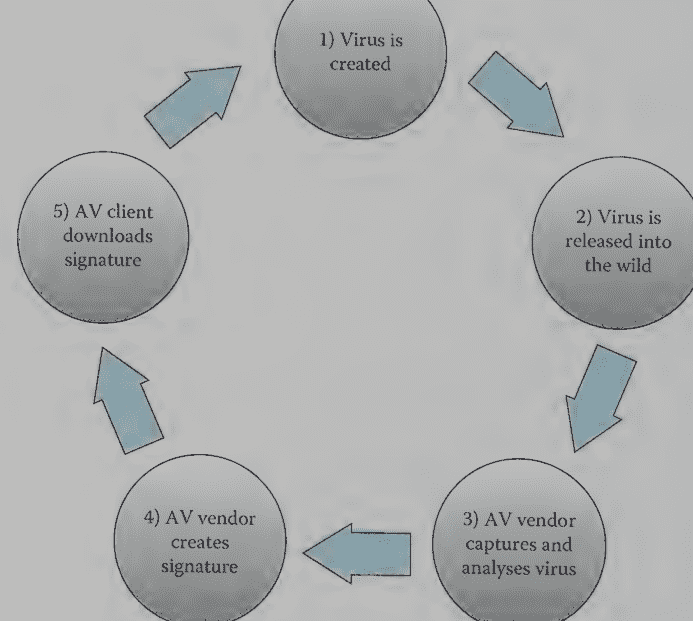 1) Virus is
created
2) Virus is
released into
the wild
3) AV vendor
captures and
analyses virus
4) AV vendor
creates
signature
5) AV client
downloads
signature